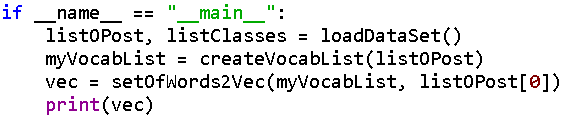 if __name__ == "__main__":
    listOPost, listClasses = loadDataSet()
    myVocabList = createVocabList(listOPost)
    vec = setOfWords2Vec(myVocabList, listOPost[0])
    print(vec)